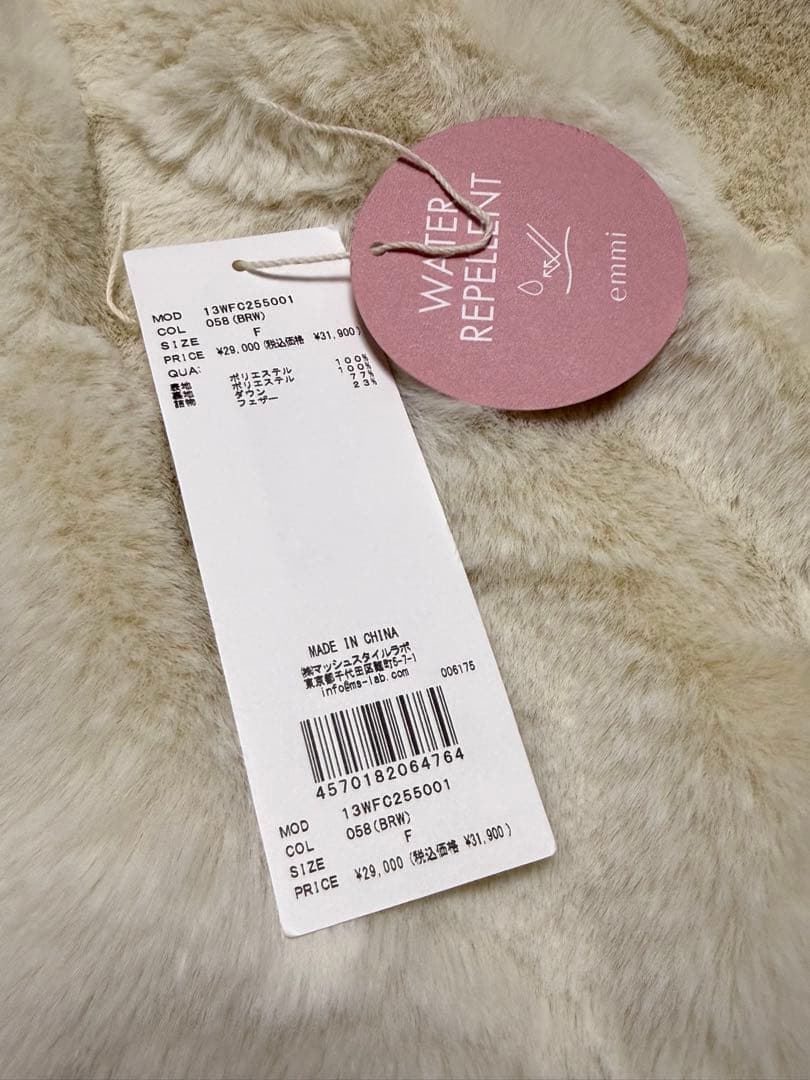 MOD 13WFC255001
COL 058(BRW)
SIZE F
PRICE ¥29,000(税込価格 ¥31,900)
QUA:
表地 ポリエステル 100%
裏地 ポリエステル 100%
詰物 ダウン 77%
フェザー 23%
MADE IN CHINA
㈱マッシュスタイルラボ
東京都千代田区麹町5-7-1
info@ms-lab.com
006175
4570182064764
MOD 13WFC255001
COL 058(BRW)
SIZE F
PRICE ¥29,000(税込価格 ¥31,900)
WATER
REPELLENT
emmi